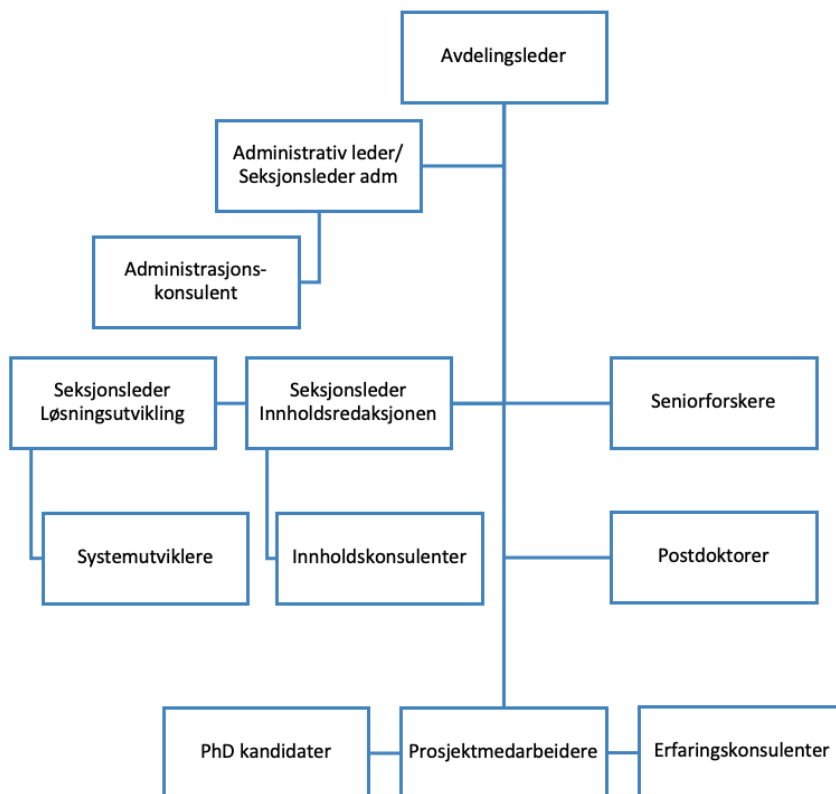 Avdelingsleder
Administrativ leder/
Seksjonsleder adm
Administrasjons-
konsulent
Seksjonsleder
Løsningsutvikling
Seksjonsleder
Innholdsredaksjonen
Seniorforskere
Systemutviklere
Innholdskonsulenter
Postdoktorer
PhD kandidater
Prosjektmedarbeidere
Erfaringskonsulenter